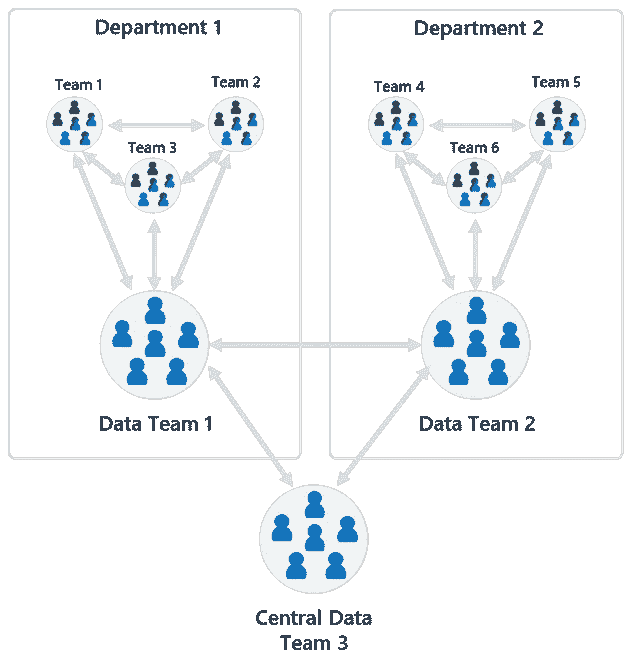 Department 1
Department 2
Team 1
Team 2
Team 3
Team 4
Team 5
Team 6
Data Team 1
Data Team 2
Central Data
Team 3